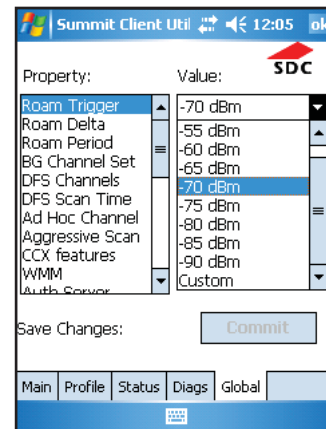 Summit Client Util 12:05 ok
SDC
Property: Value:
Roam Trigger
Roam Delta
Roam Period
BG Channel Set
DFS Channels
DFS Scan Time
Ad Hoc Channel
Aggressive Scan
CCX features
WMM
Auth Server
-70 dBm
-55 dBm
-60 dBm
-65 dBm
-70 dBm
-75 dBm
-80 dBm
-85 dBm
-90 dBm
Custom
Save Changes: Commit
Main Profile Status Diags Global